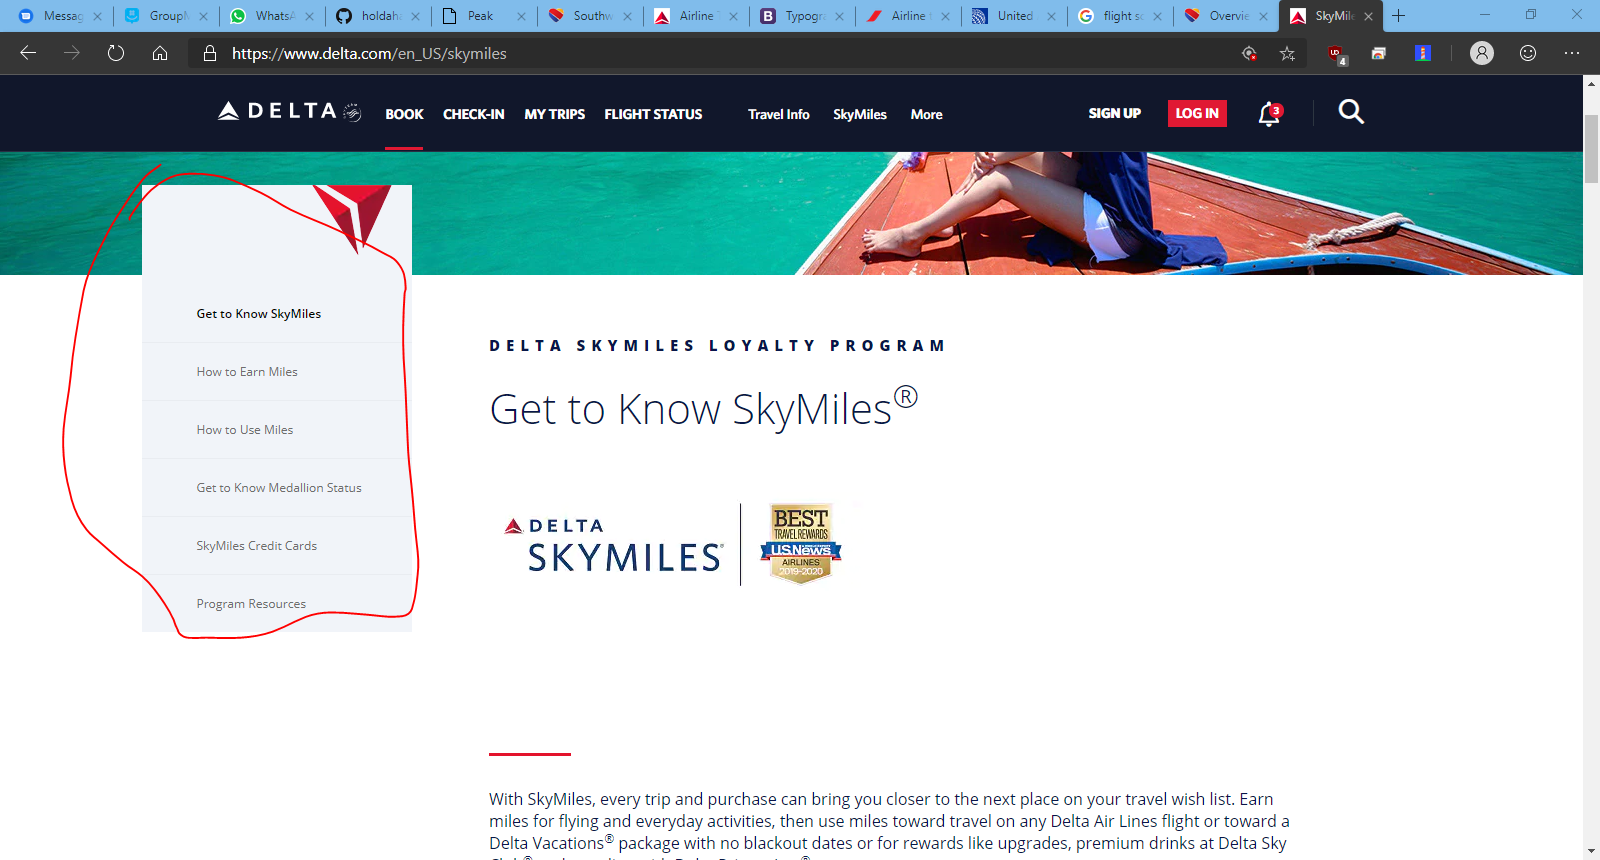 Messag
GroupM
WhatsA
holdaha
Peak
Southw
Airline
Typogra
Airline
United
flight sc
Overvie
SkyMile
https://www.delta.com/en_US/skymiles
UD
4
DELTA
BOOK
CHECK-IN
MY TRIPS
FLIGHT STATUS
Travel Info
SkyMiles
More
SIGN UP
LOG IN
3
Get to Know SkyMiles
How to Earn Miles
How to Use Miles
Get to Know Medallion Status
SkyMiles Credit Cards
Program Resources
DELTA SKYMILES LOYALTY PROGRAM
Get to Know SkyMiles®
DELTA
SKYMILES®
BEST
TRAVEL REWARDS
U.S.News
AIRLINES
2019-2020
With SkyMiles, every trip and purchase can bring you closer to the next place on your travel wish list. Earn
miles for flying and everyday activities, then use miles toward travel on any Delta Air Lines flight or toward a
Delta Vacations® package with no blackout dates or for rewards like upgrades, premium drinks at Delta Sky